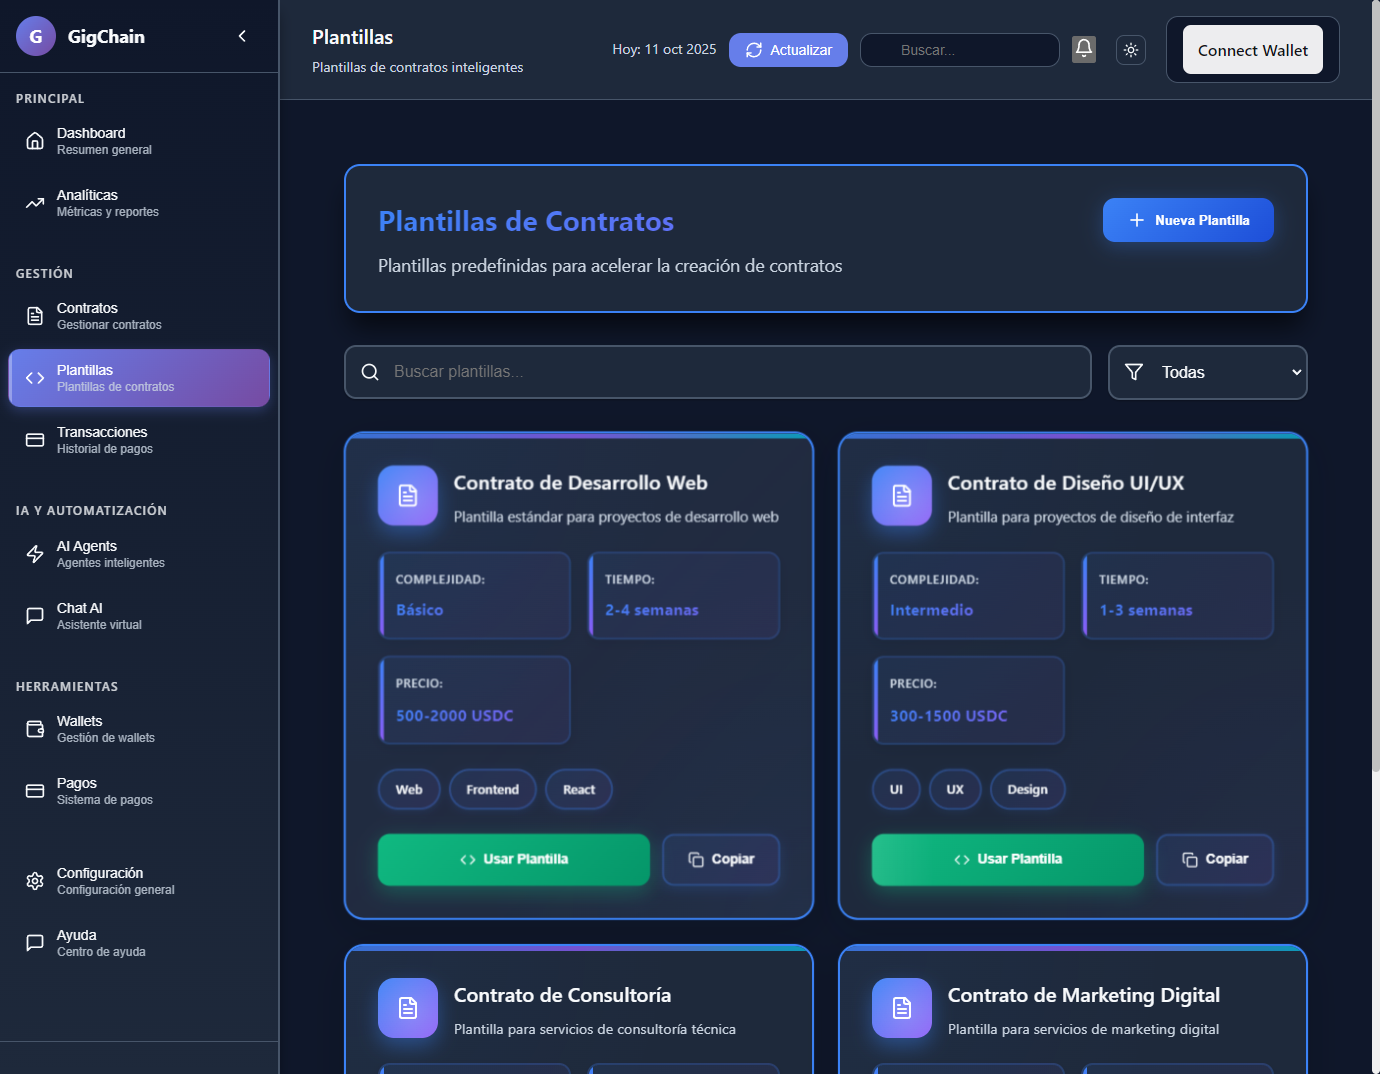 G GigChain
PRINCIPAL
Dashboard
Resumen general
Analíticas
Métricas y reportes
GESTIÓN
Contratos
Gestionar contratos
Plantillas
Plantillas de contratos
Transacciones
Historial de pagos
IA Y AUTOMATIZACIÓN
AI Agents
Agentes inteligentes
Chat AI
Asistente virtual
HERRAMIENTAS
Wallets
Gestión de wallets
Pagos
Sistema de pagos
Configuración
Configuración general
Ayuda
Centro de ayuda
Plantillas
Plantillas de contratos inteligentes
Hoy: 11 oct 2025
Actualizar
Buscar...
Connect Wallet
Plantillas de Contratos
Plantillas predefinidas para acelerar la creación de contratos
Nueva Plantilla
Buscar plantillas...
Todas
Contrato de Desarrollo Web
Plantilla estándar para proyectos de desarrollo web
COMPLEJIDAD:
Básico
TIEMPO:
2-4 semanas
PRECIO:
500-2000 USDC
Web Frontend React
Usar Plantilla
Copiar
Contrato de Diseño UI/UX
Plantilla para proyectos de diseño de interfaz
COMPLEJIDAD:
Intermedio
TIEMPO:
1-3 semanas
PRECIO:
300-1500 USDC
UI UX Design
Usar Plantilla
Copiar
Contrato de Consultoría
Plantilla para servicios de consultoría técnica
Contrato de Marketing Digital
Plantilla para servicios de marketing digital